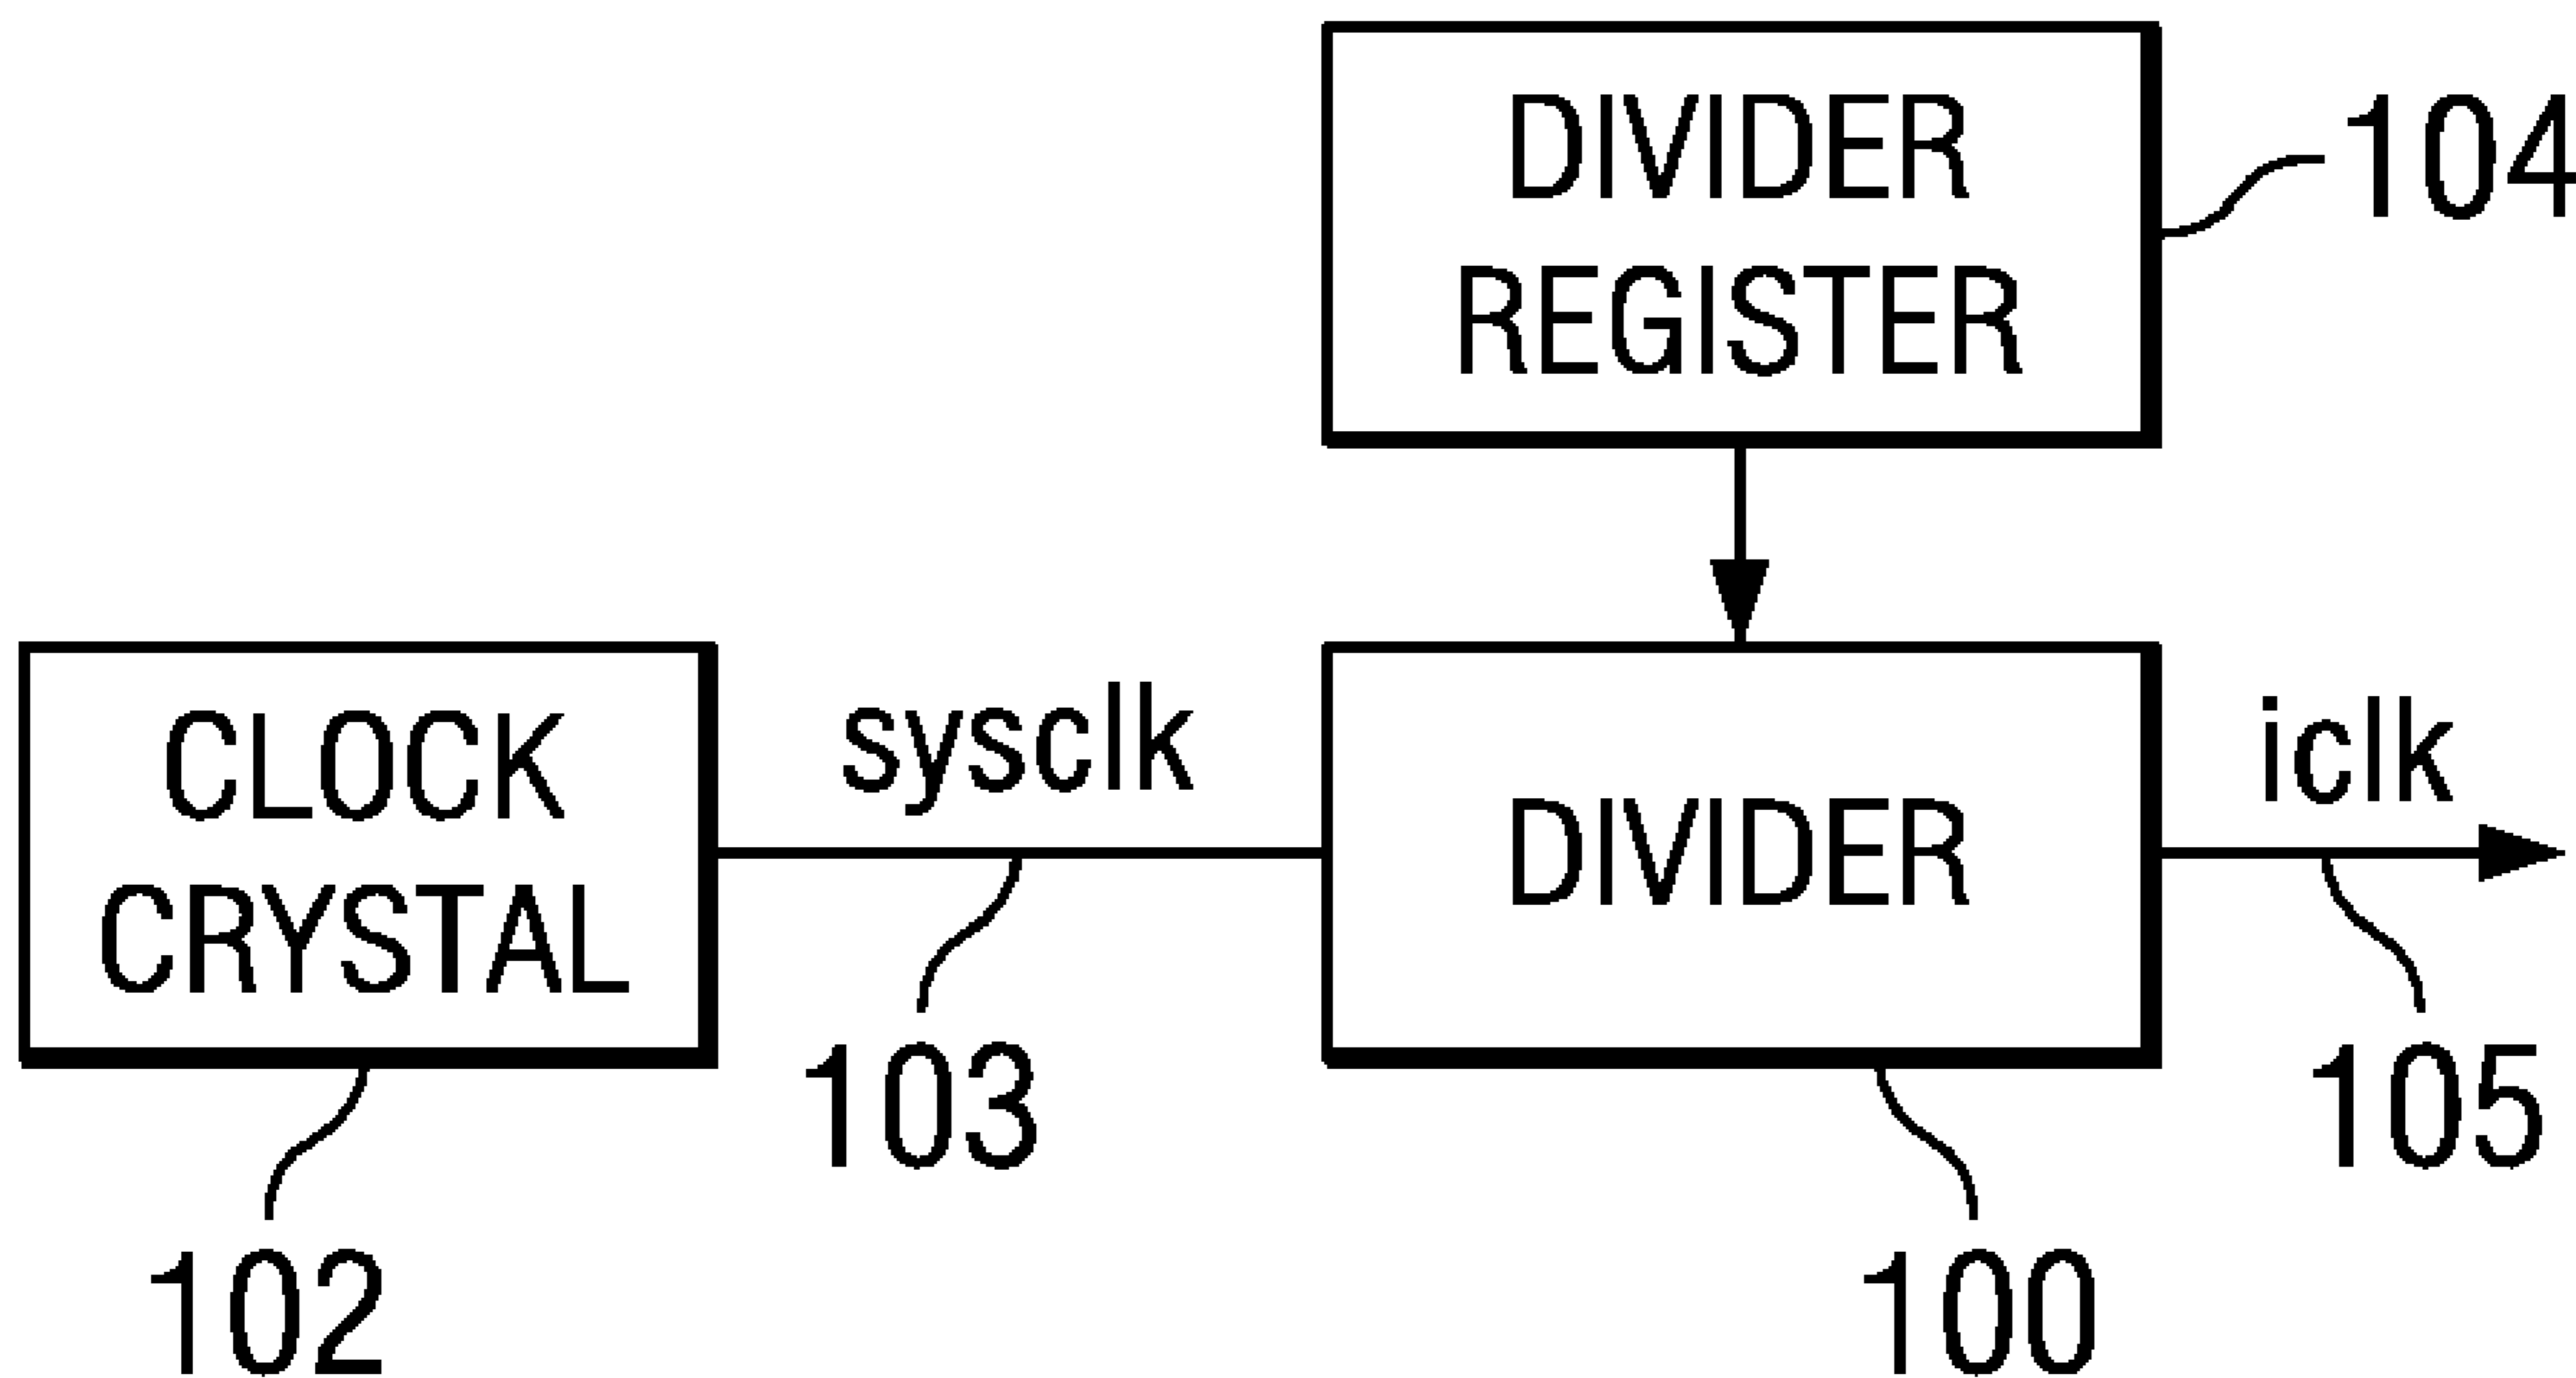 DIVIDER
REGISTER
104
CLOCK
CRYSTAL
sysclk
DIVIDER
iclk
103
105
102
100